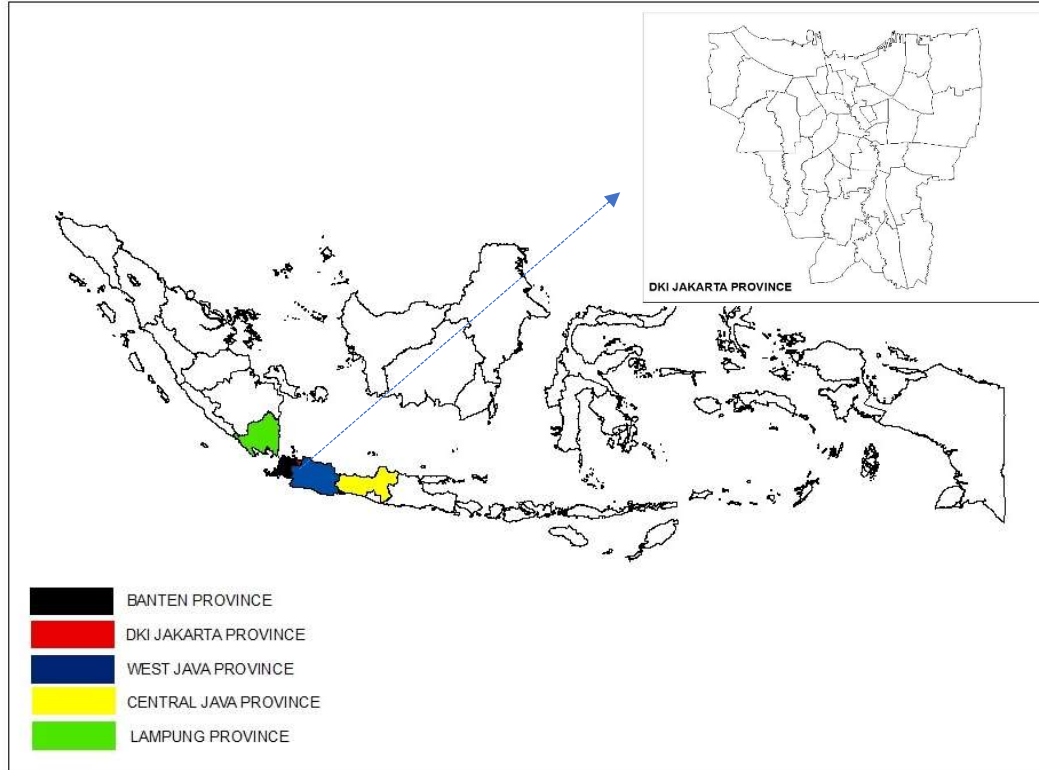 DKI JAKARTA PROVINCE
BANTEN PROVINCE
DKI JAKARTA PROVINCE
WEST JAVA PROVINCE
CENTRAL JAVA PROVINCE
LAMPUNG PROVINCE